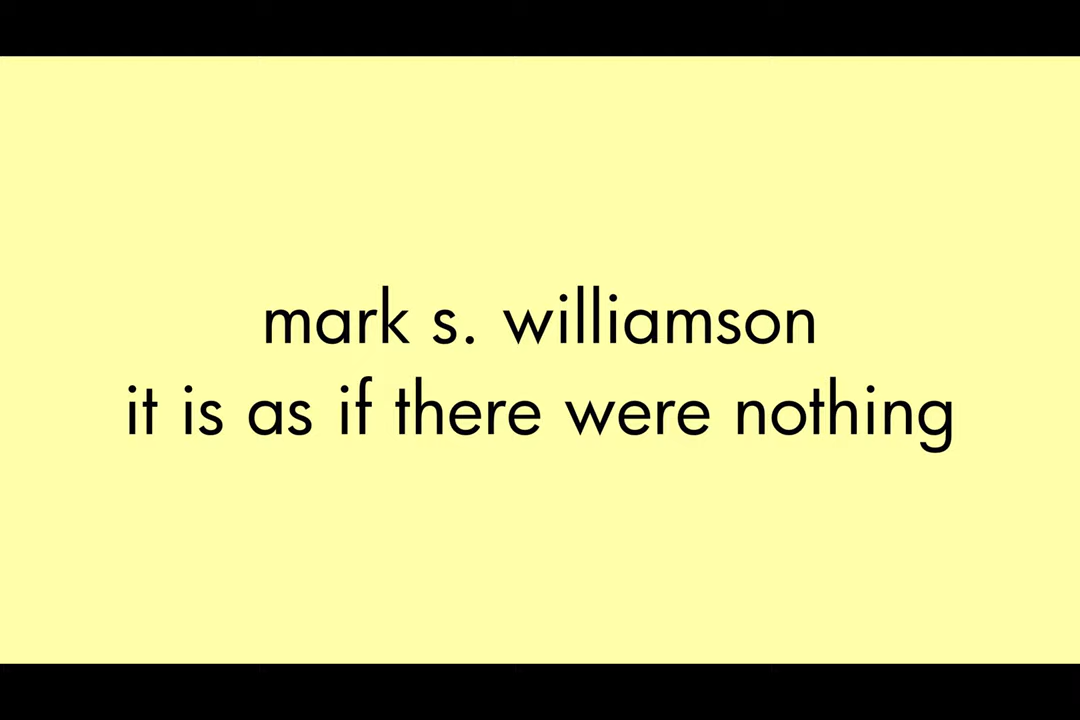 mark s. williamson
it is as if there were nothing